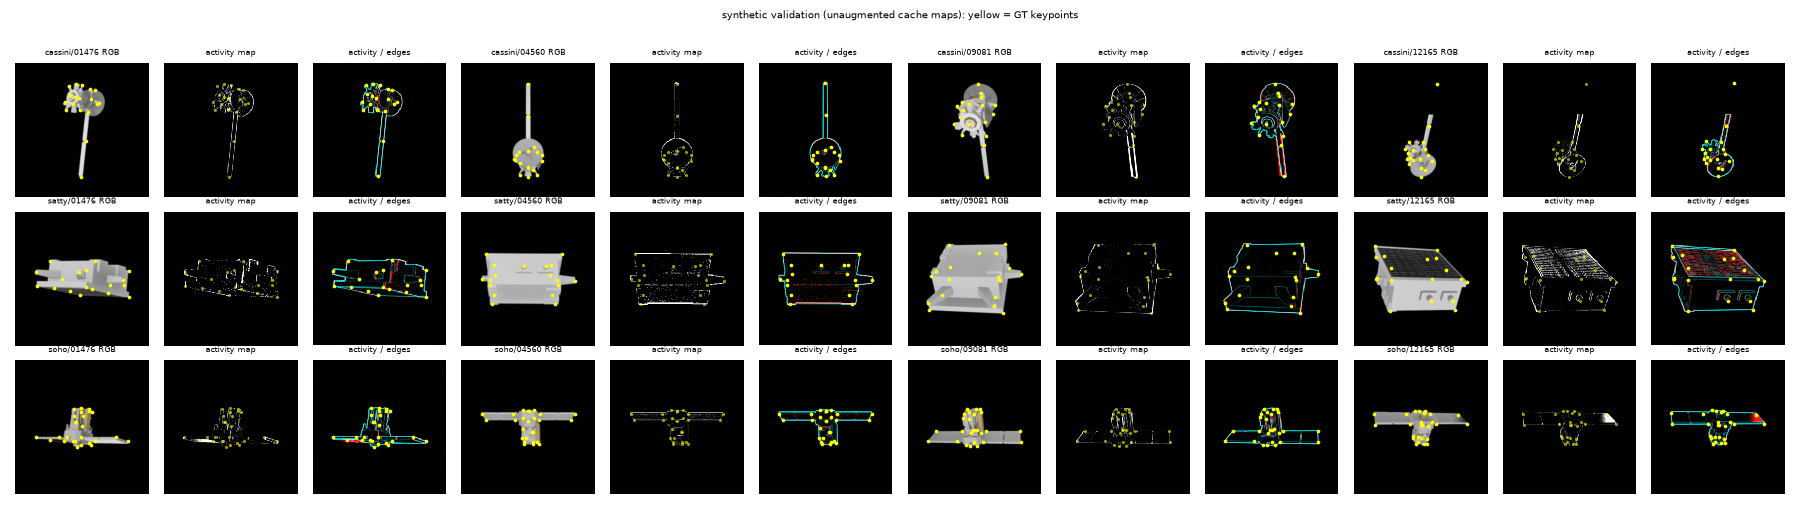 synthetic validation (unaugmented cache maps): yellow = GT keypoints
cassini/01476 RGB activity map activity / edges cassini/04560 RGB activity map activity / edges cassini/09081 RGB activity map activity / edges cassini/12165 RGB activity map activity / edges
satty/01476 RGB activity map activity / edges satty/04560 RGB activity map activity / edges satty/09081 RGB activity map activity / edges satty/12165 RGB activity map activity / edges
soho/01476 RGB activity map activity / edges soho/04560 RGB activity map activity / edges soho/09081 RGB activity map activity / edges soho/12165 RGB activity map activity / edges